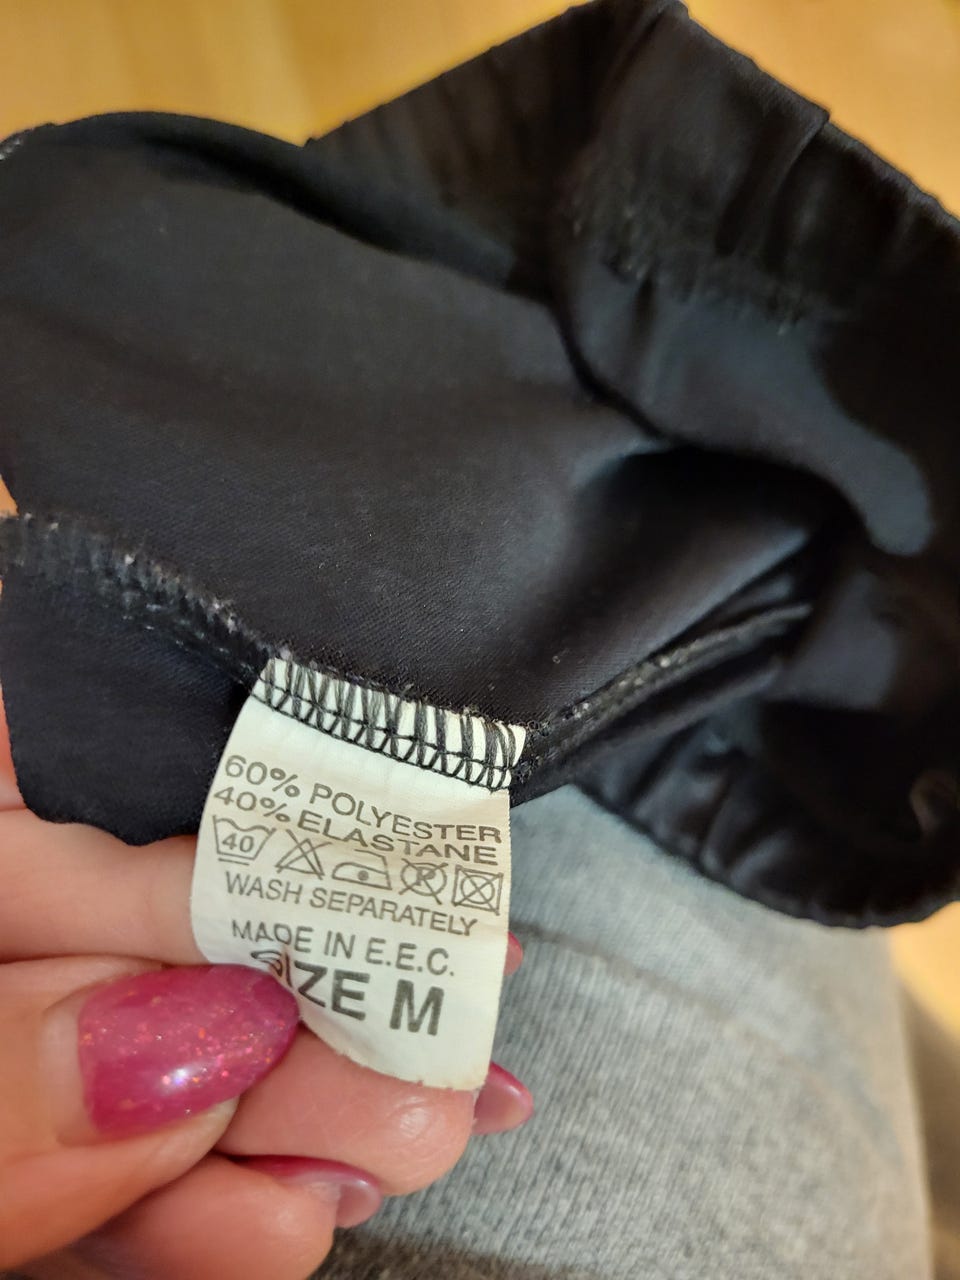 60% POLYESTER
40% ELASTANE
40 P
WASH SEPARATELY
MADE IN E.E.C.
SIZE M